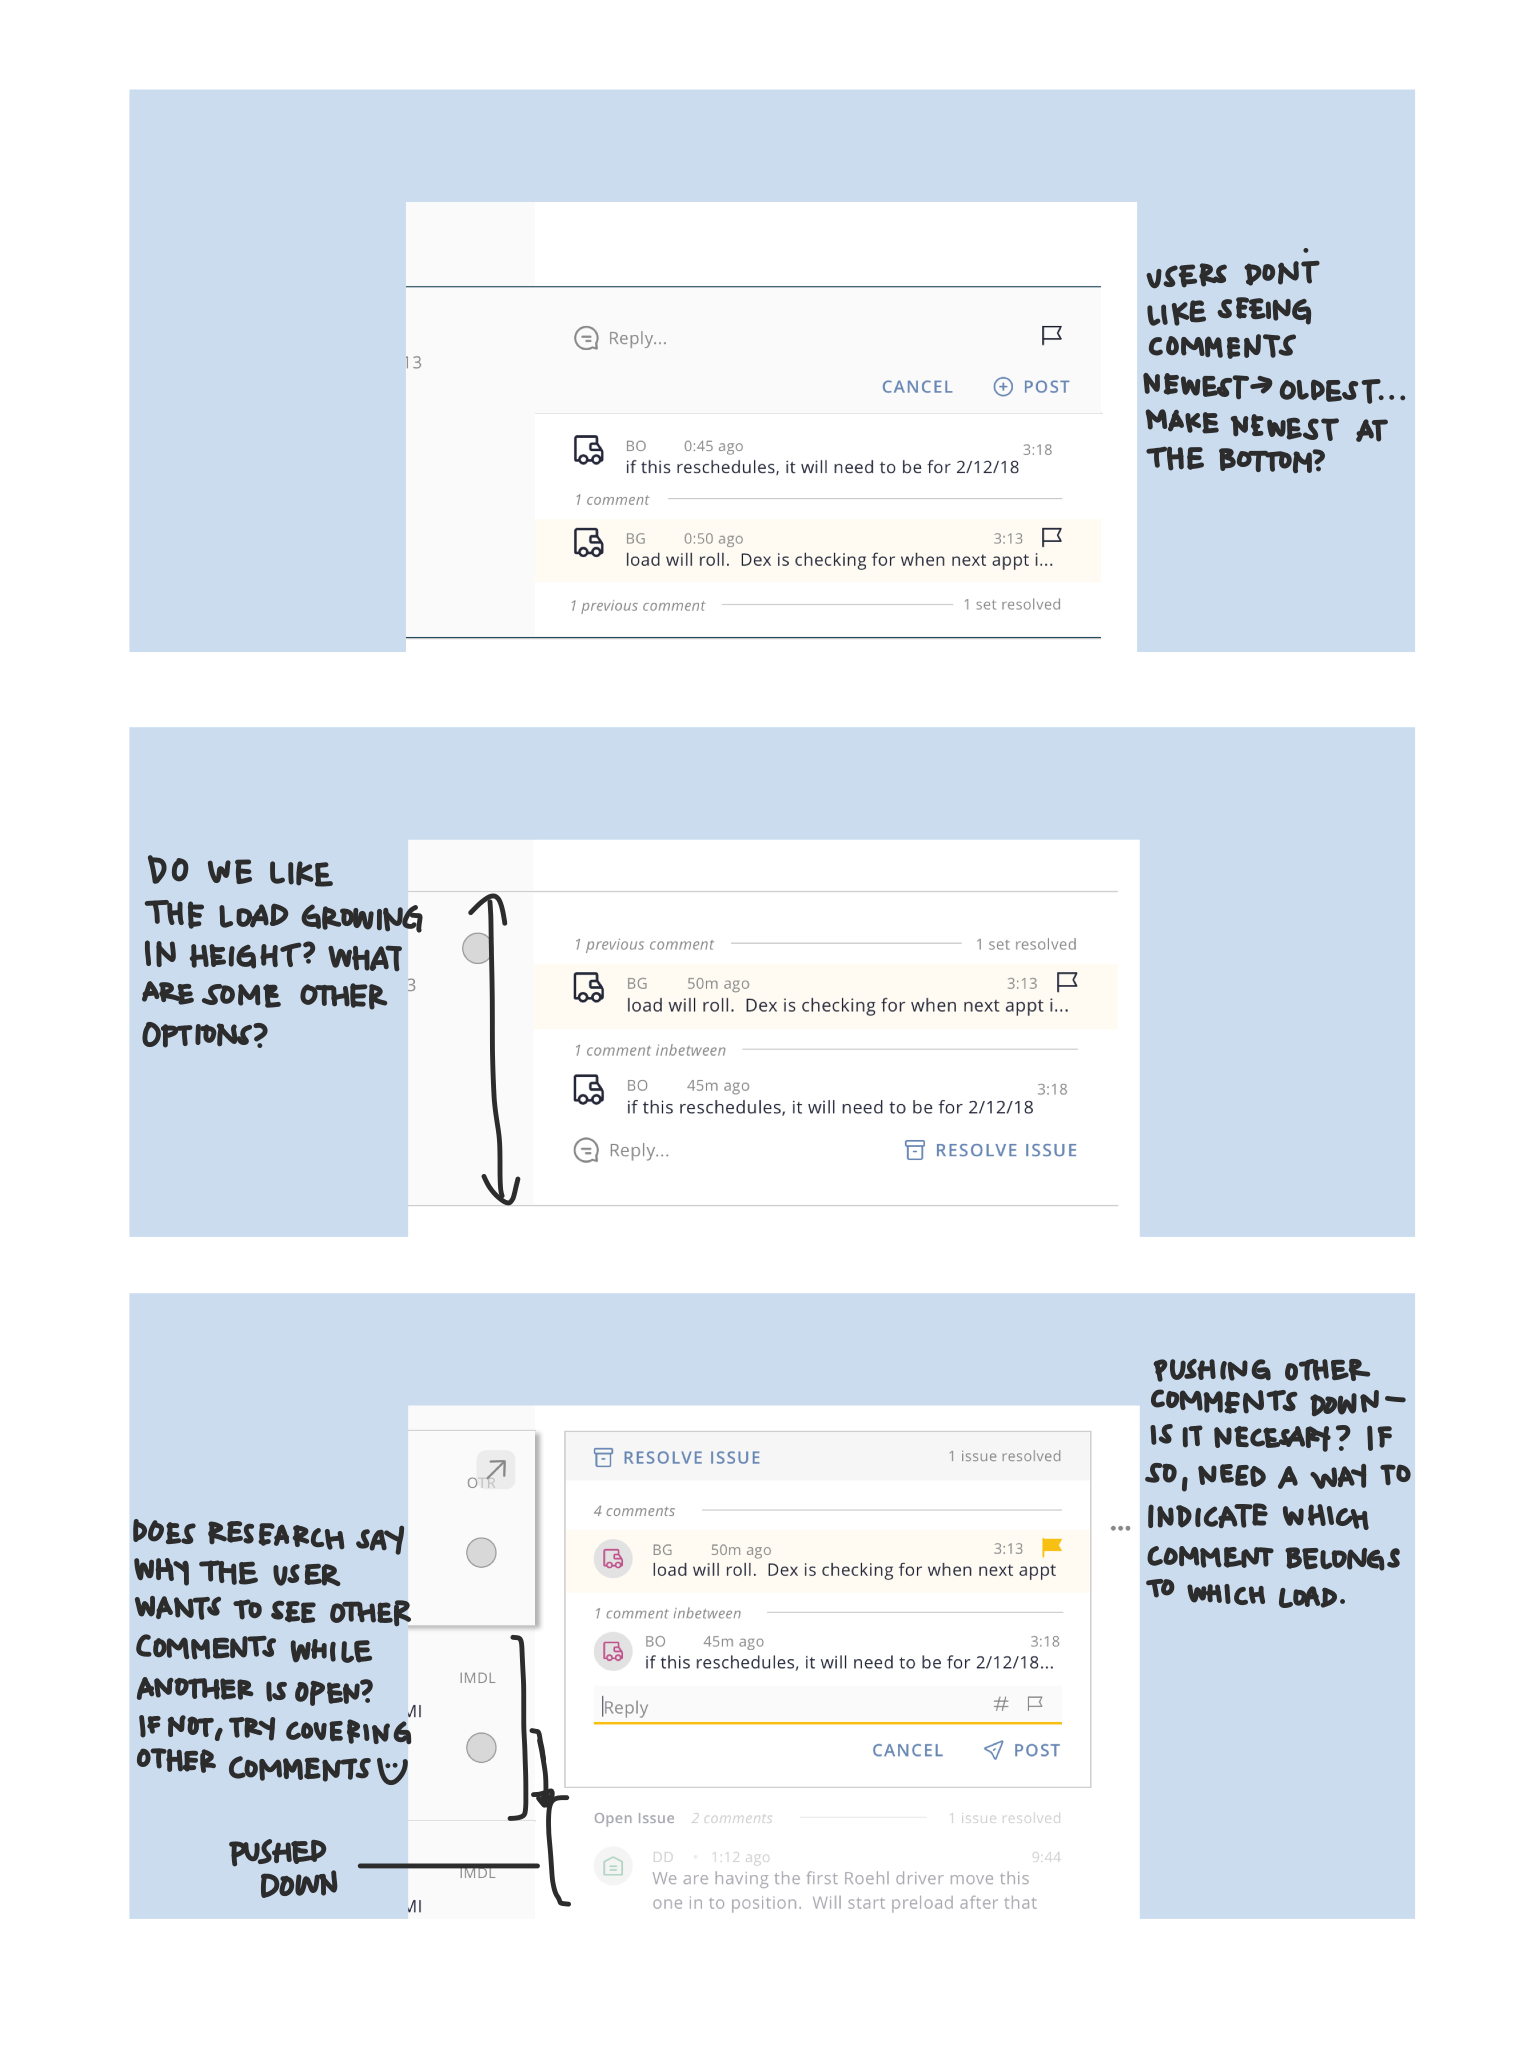 USERS DONT
LIKE SEEING
COMMENTS
NEWEST→OLDEST...
MAKE NEWEST AT
THE BOTTOM?
13
Reply...
CANCEL POST
BO 0:45 ago 3:18
if this reschedules, it will need to be for 2/12/18
1 comment
BG 0:50 ago 3:13
load will roll.  Dex is checking for when next appt i...
1 previous comment 1 set resolved
DO WE LIKE
THE LOAD GROWING
IN HEIGHT? WHAT
ARE SOME OTHER
OPTIONS?
3
1 previous comment 1 set resolved
BG 50m ago 3:13
load will roll.  Dex is checking for when next appt i...
1 comment inbetween
BO 45m ago 3:18
if this reschedules, it will need to be for 2/12/18
Reply... RESOLVE ISSUE
DOES RESEARCH SAY
WHY THE USER
WANTS TO SEE OTHER
COMMENTS WHILE
ANOTHER IS OPEN?
IF NOT, TRY COVERING
OTHER COMMENTS
PUSHED
DOWN
OTR
IMDL
MI
IMDL
MI
RESOLVE ISSUE 1 issue resolved
4 comments
BG 50m ago 3:13
load will roll.  Dex is checking for when next appt
1 comment inbetween
BO 45m ago 3:18
if this reschedules, it will need to be for 2/12/18...
Reply #
CANCEL POST
Open Issue 2 comments 1 issue resolved
DD • 1:12 ago 9:44
We are having the first Roehl driver move this
one in to position.  Will start preload after that
PUSHING OTHER
COMMENTS DOWN—
IS IT NECESARY? IF
SO, NEED A WAY TO
INDICATE WHICH
COMMENT BELONGS
TO WHICH LOAD.